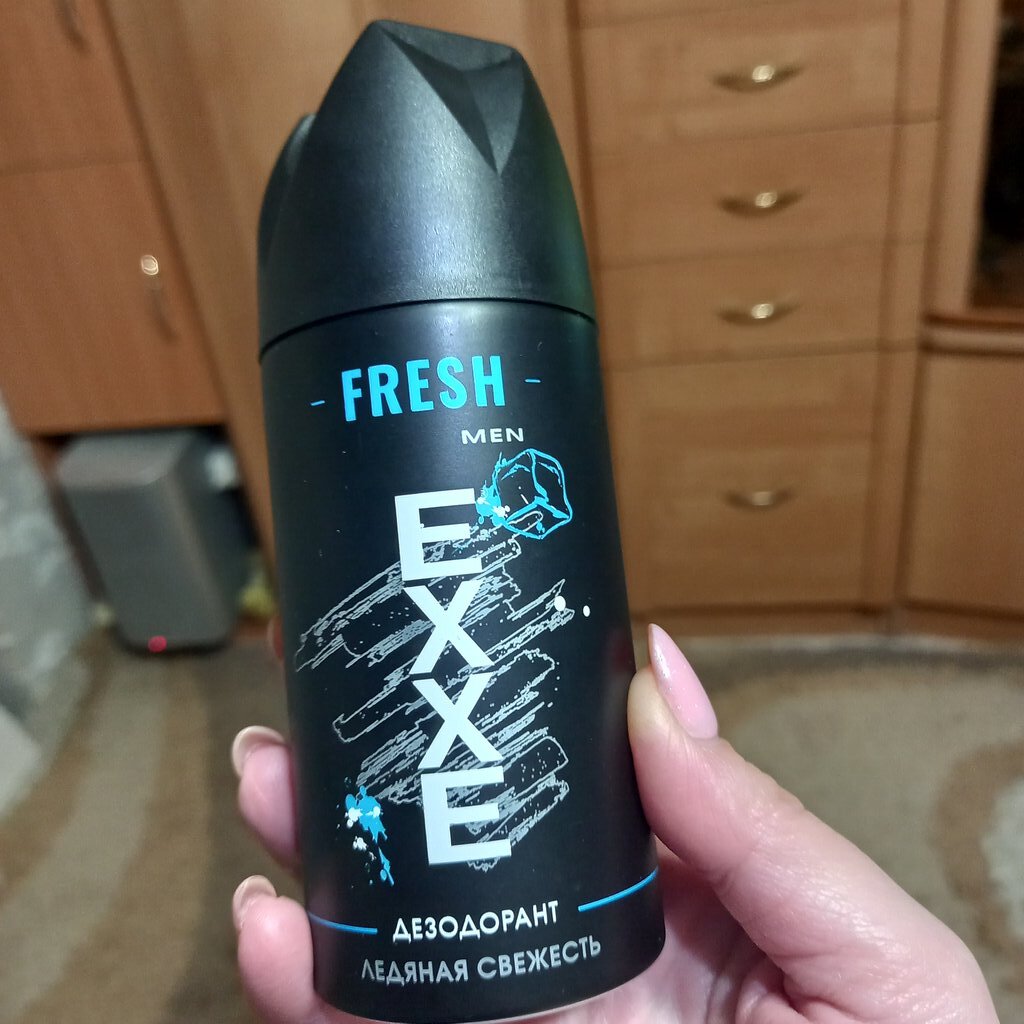 - FRESH -
MEN
EXXE
ДЕЗОДОРАНТ
ЛЕДЯНАЯ СВЕЖЕСТЬ